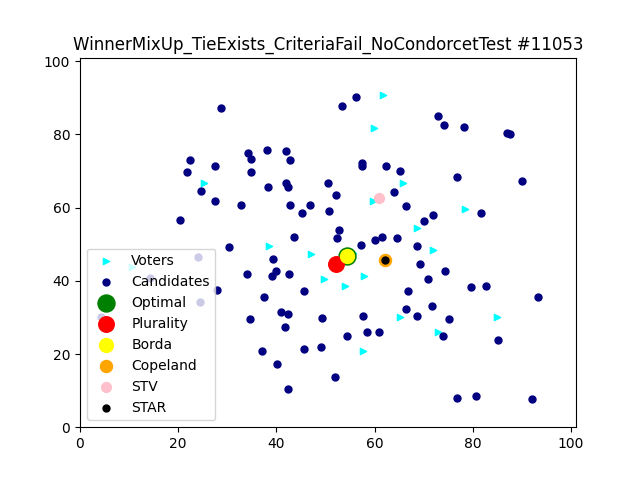 WinnerMixUp_TieExists_CriteriaFail_NoCondorcetTest #11053
100
80
60
40
20
0
Voters
Candidates
Optimal
Plurality
Borda
Copeland
STV
STAR
0 20 40 60 80 100